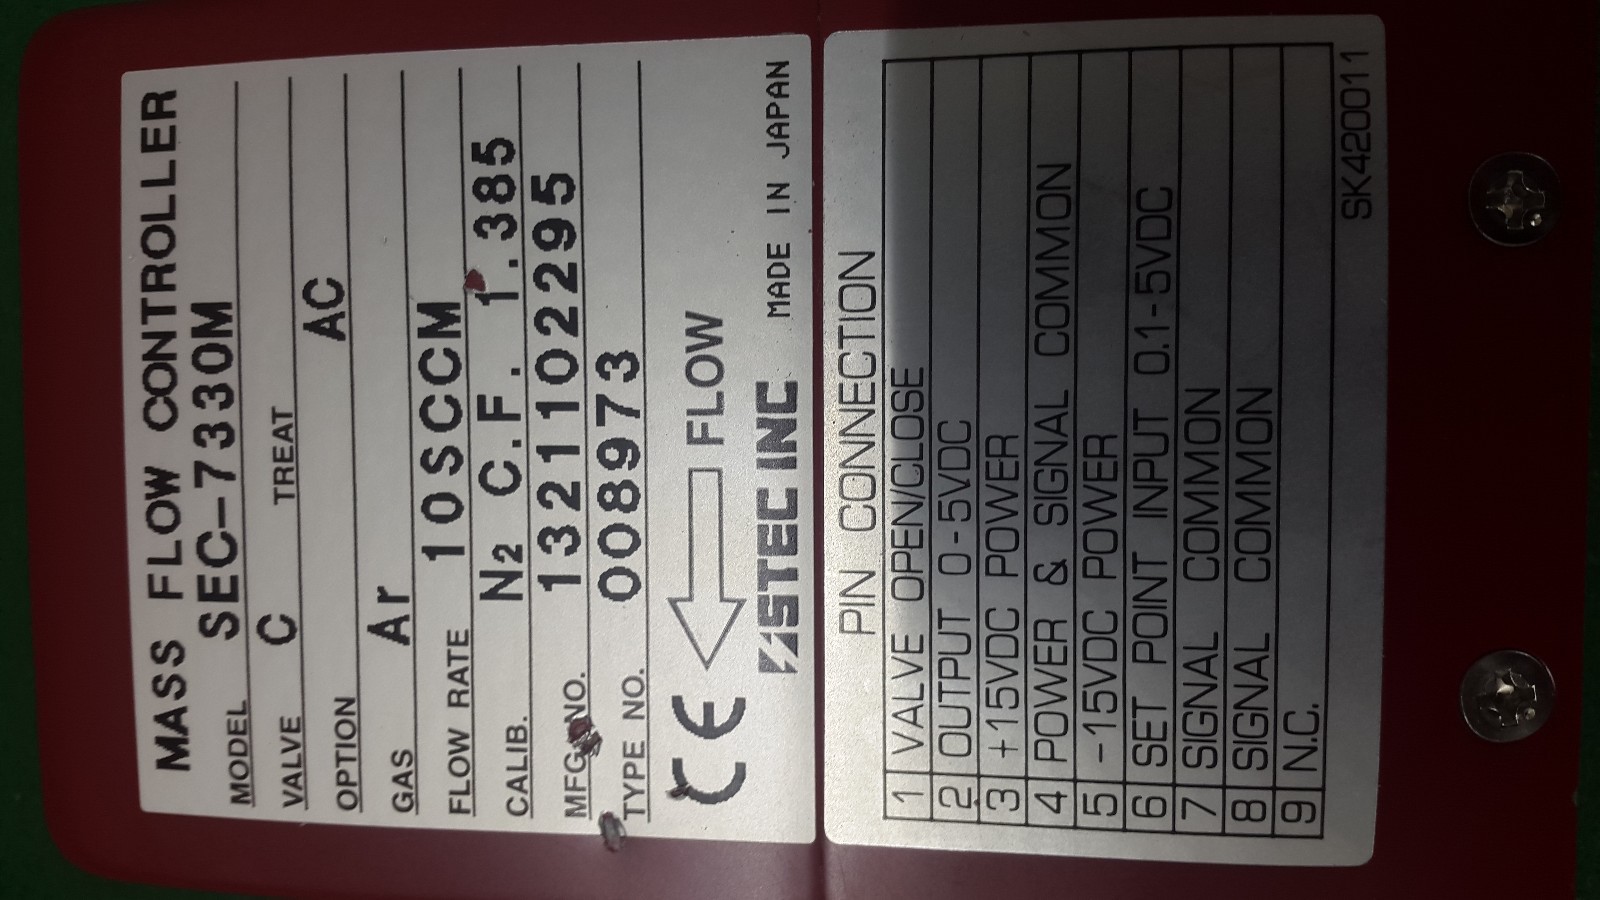 MASS FLOW CONTROLLER
MODEL SEC-7330M
VALVE C TREAT
OPTION AC
GAS Ar
FLOW RATE 10SCCM
CALIB. N2 C.F. 1.385
MFG NO. 1321102295
TYPE NO. 008973
CE FLOW
STEC INC MADE IN JAPAN
PIN CONNECTION
1 VALVE OPEN/CLOSE
2 OUTPUT 0-5VDC
3 +15VDC POWER
4 POWER & SIGNAL COMMON
5 -15VDC POWER
6 SET POINT INPUT 0.1-5VDC
7 SIGNAL COMMON
8 SIGNAL COMMON
9 N.C.
SK420011